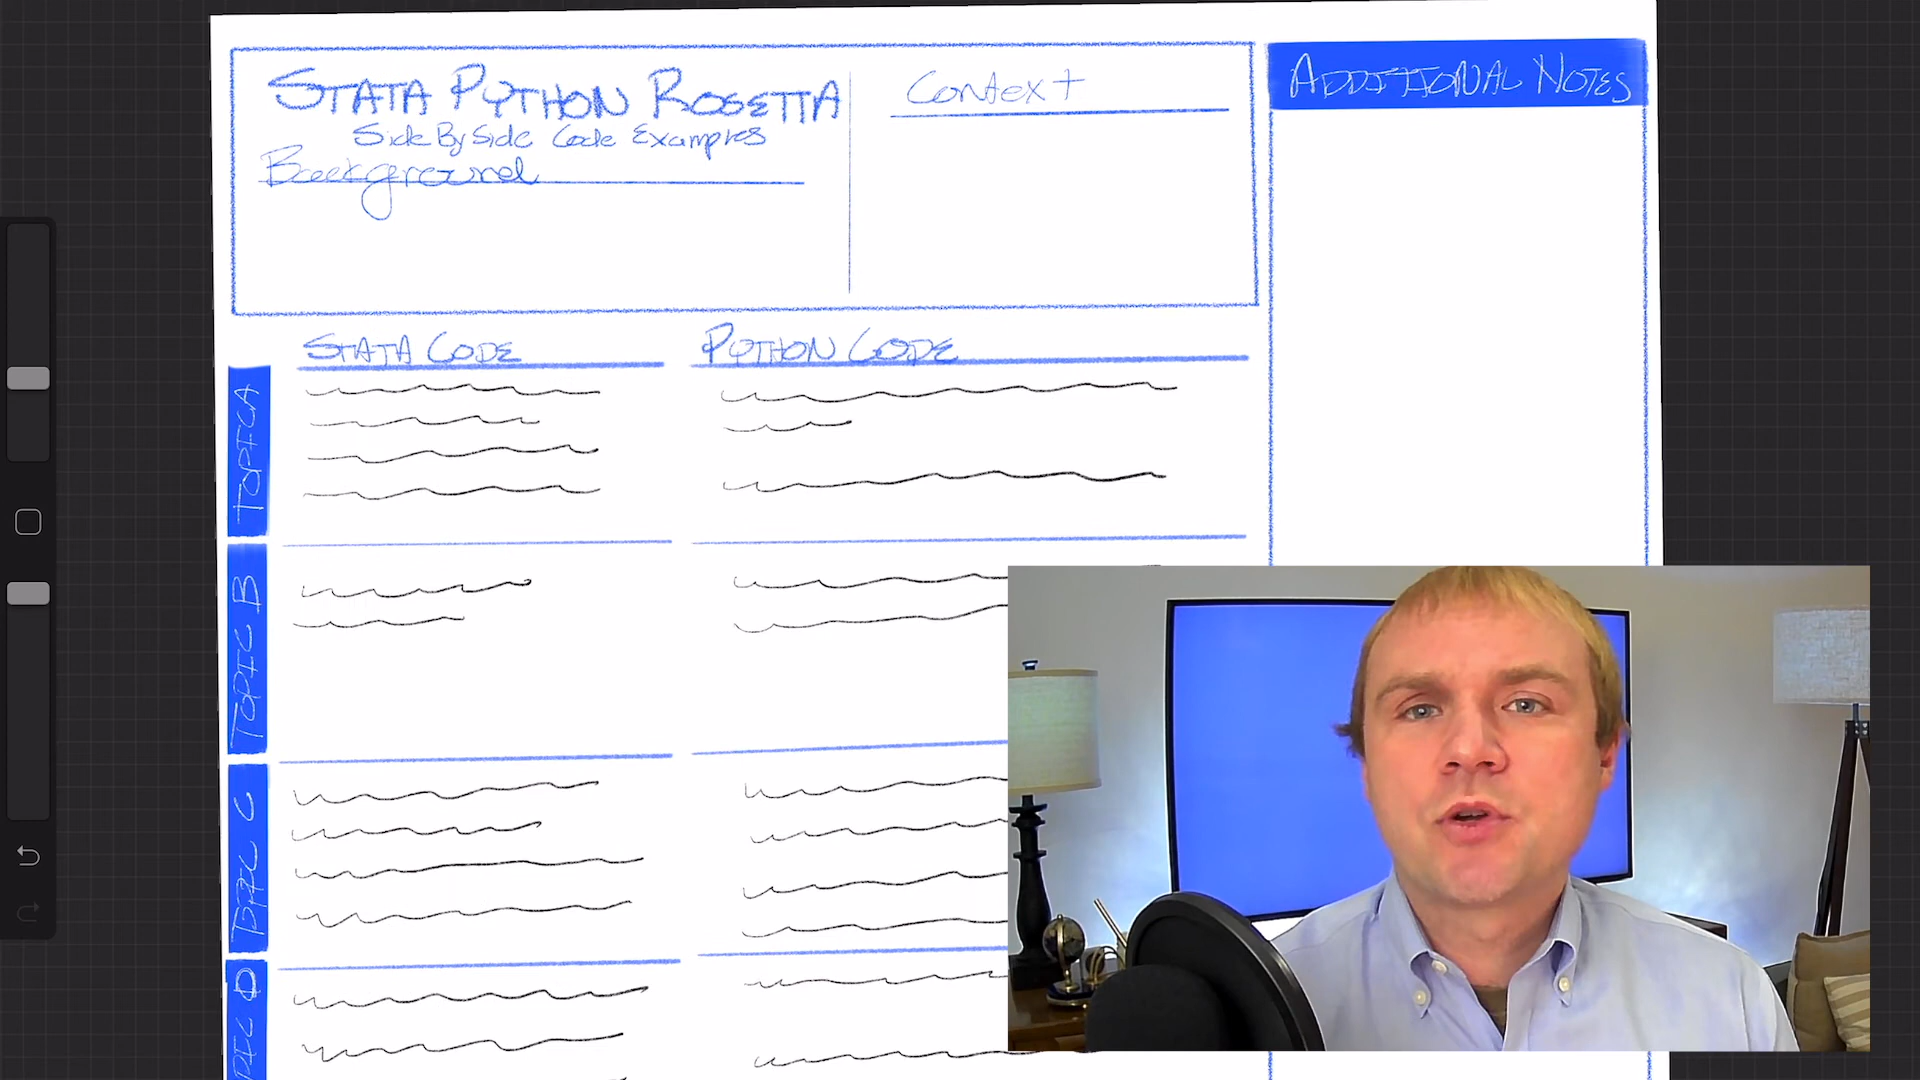 STATA PYTHON ROSETTA
Side By Side Code Examples
Background
Context
ADDITIONAL NOTES
STATA CODE
PYTHON CODE
TOPIC A
TOPIC B
TOPIC C
TOPIC D